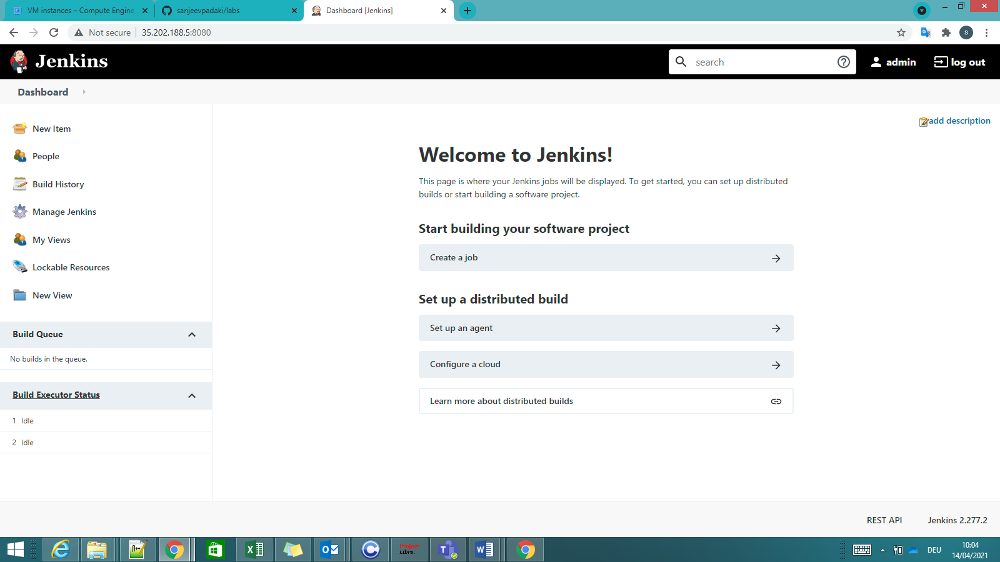 VM instances – Compute Engine
sanjeevpadaki/labs
Dashboard [Jenkins]
Not secure
35.202.188.5:8080
S
Jenkins
search
admin
log out
Dashboard
New Item
People
Build History
Manage Jenkins
My Views
Lockable Resources
New View
Build Queue
No builds in the queue.
Build Executor Status
1 Idle
2 Idle
add description
Welcome to Jenkins!
This page is where your Jenkins jobs will be displayed. To get started, you can set up distributed
builds or start building a software project.
Start building your software project
Create a job
Set up a distributed build
Set up an agent
Configure a cloud
Learn more about distributed builds
REST API
Jenkins 2.277.2
Project
Libre
DEU
10:04
14/04/2021